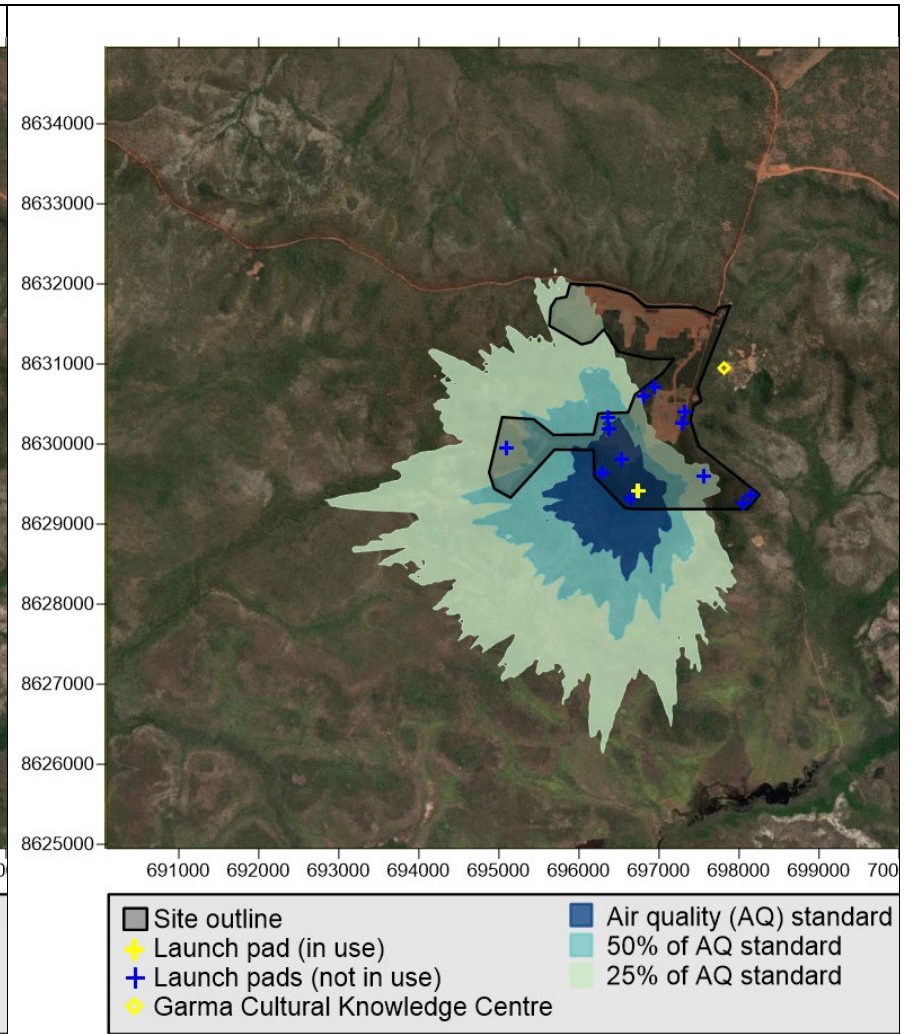 8634000
8633000
8632000
8631000
8630000
8629000
8628000
8627000
8626000
8625000
0 691000 692000 693000 694000 695000 696000 697000 698000 699000 700
Site outline
Launch pad (in use)
Launch pads (not in use)
Garma Cultural Knowledge Centre
Air quality (AQ) standard
50% of AQ standard
25% of AQ standard